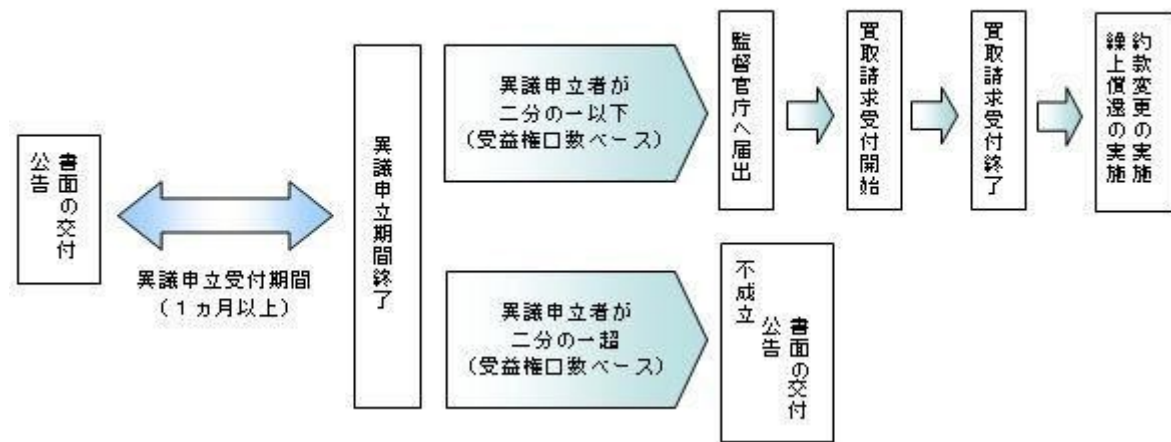 書面の交付
公告
異議申立受付期間
（１ヵ月以上）
異議申立期間終了
異議申立者が
二分の一以下
（受益権口数ベース）
監督官庁へ届出
買取請求受付開始
買取請求受付終了
約款変更の実施
繰上償還の実施
異議申立者が
二分の一超
（受益権口数ベース）
不成立
書面の交付
公告